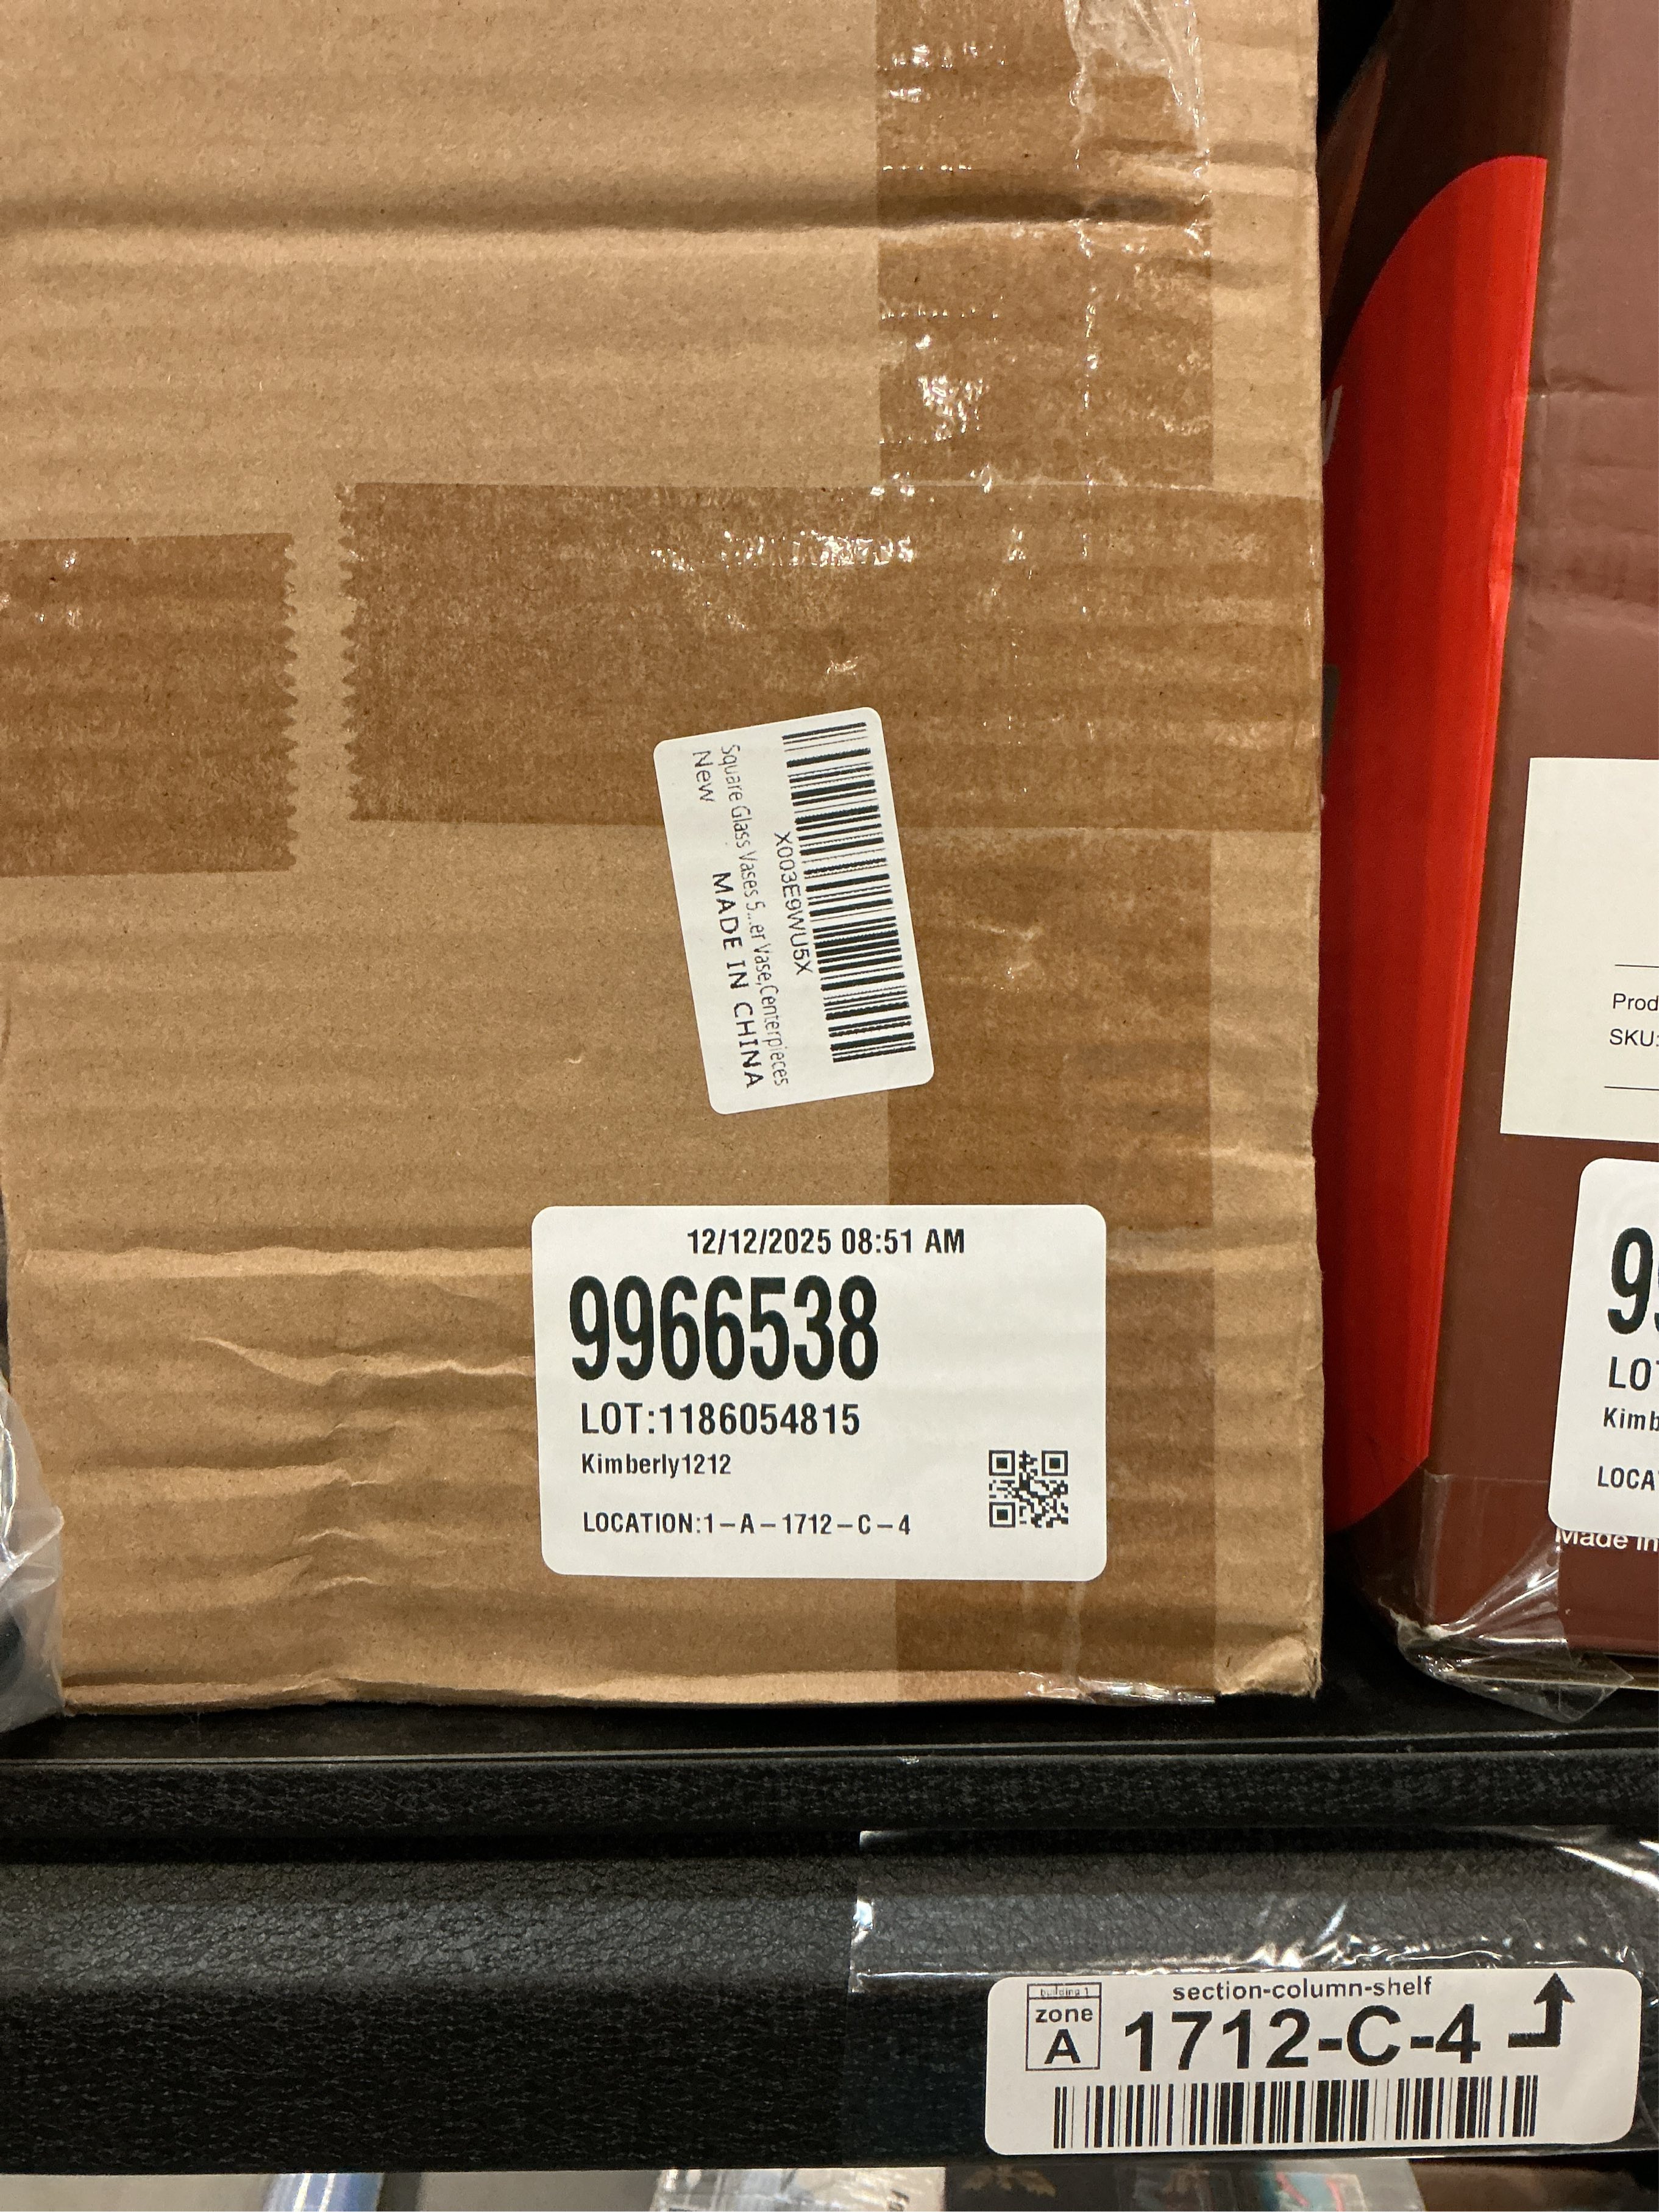 X003E9WU5X
Square Glass Vases 5...er Vase,Centerpieces
New
MADE IN CHINA
12/12/2025 08:51 AM
9966538
LOT:1186054815
Kimberly1212
LOCATION:1-A-1712-C-4
Prod
SKU:
9
LOT
Kimb
LOCA
Made in
building 1
zone
A
section-column-shelf
1712-C-4